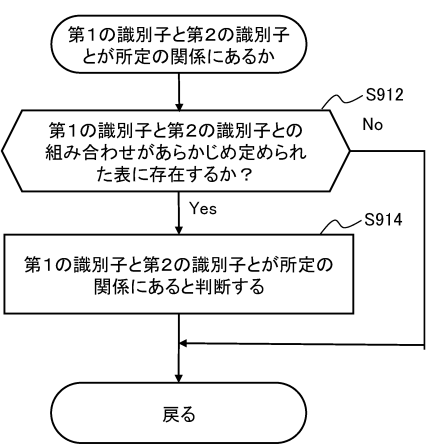 第１の識別子と第２の識別子
とが所定の関係にあるか
S912
第１の識別子と第２の識別子との
組み合わせがあらかじめ定められ
た表に存在するか？
No
Yes
S914
第１の識別子と第２の識別子とが所定の
関係にあると判断する
戻る